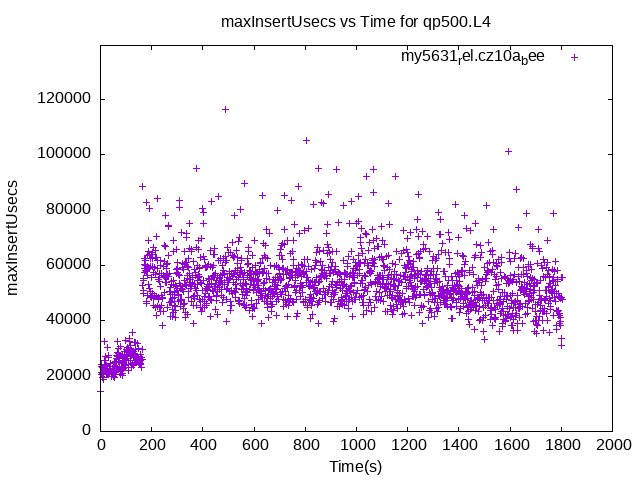 maxInsertUsecs vs Time for qp500.L4
my5631rel.cz10abee
maxInsertUsecs
120000
100000
80000
60000
40000
20000
0
0 200 400 600 800 1000 1200 1400 1600 1800 2000
Time(s)